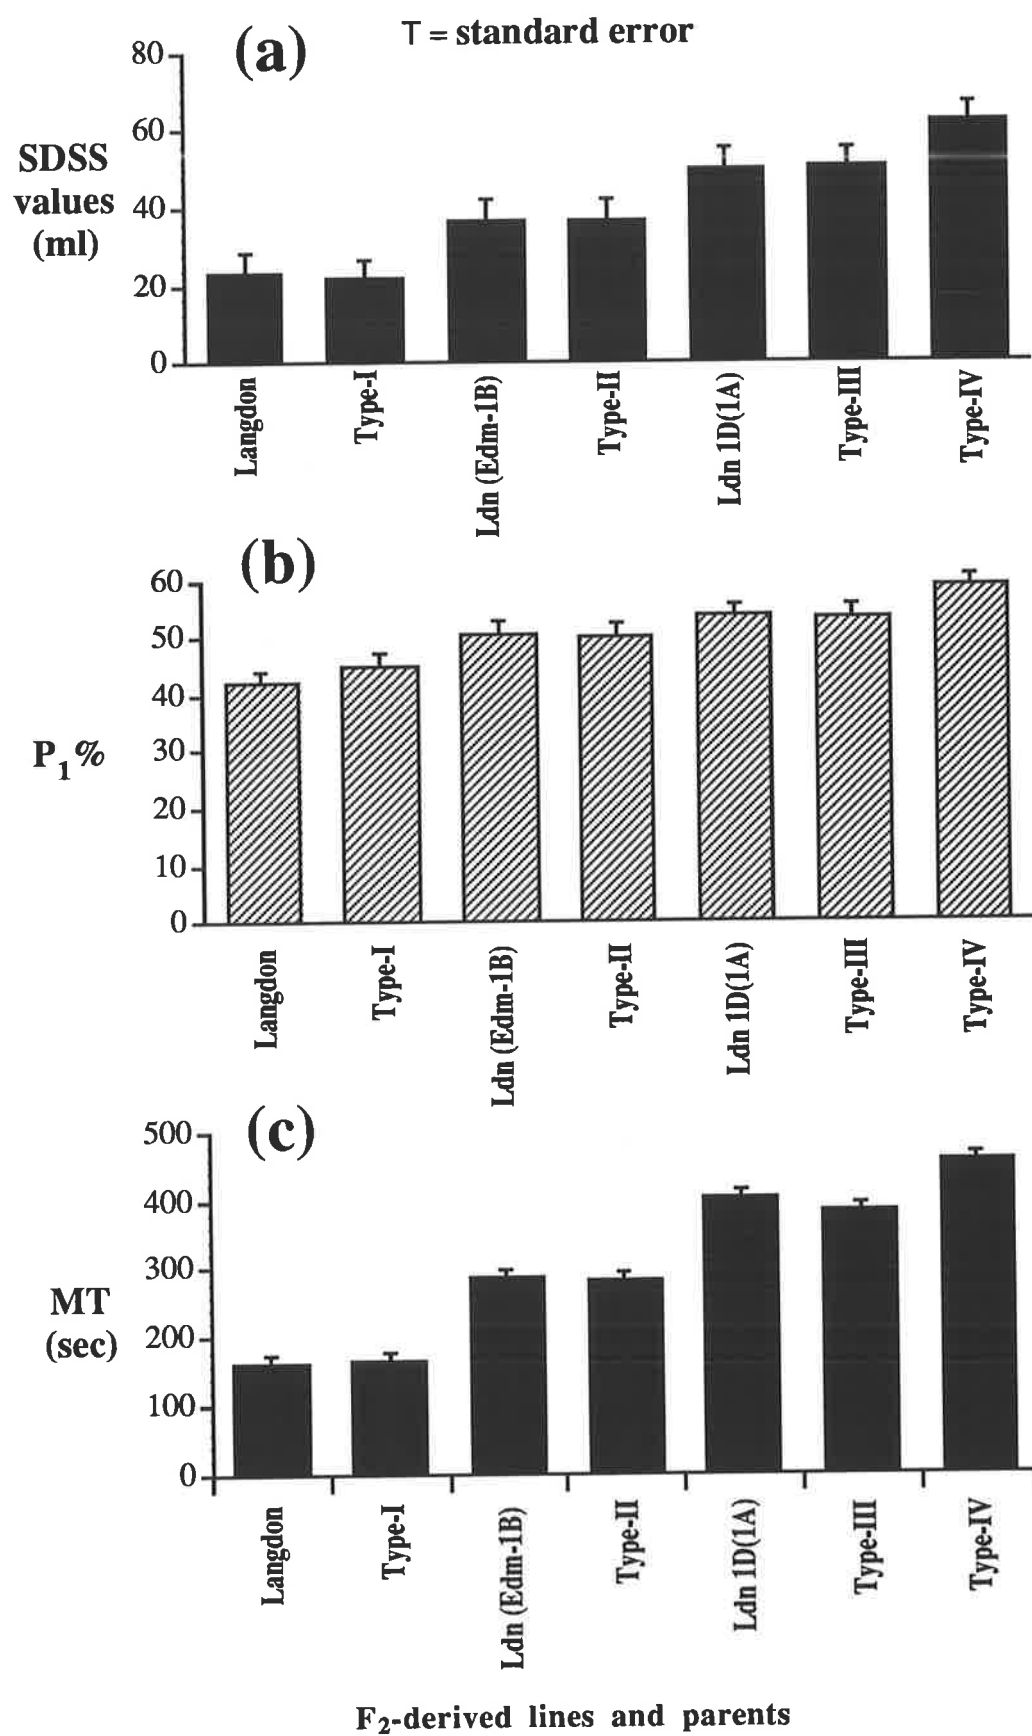 T = standard error
(a)
80
60
40
20
0
SDSS
values
(ml)
Langdon
Type-I
Ldn (Edm-1B)
Type-II
Ldn 1D(1A)
Type-III
Type-IV
(b)
60
50
40
30
20
10
0
P₁%
Langdon
Type-I
Ldn (Edm-1B)
Type-II
Ldn 1D(1A)
Type-III
Type-IV
(c)
500
400
300
200
100
0
MT
(sec)
Langdon
Type-I
Ldn (Edm-1B)
Type-II
Ldn 1D(1A)
Type-III
Type-IV
F₂-derived lines and parents